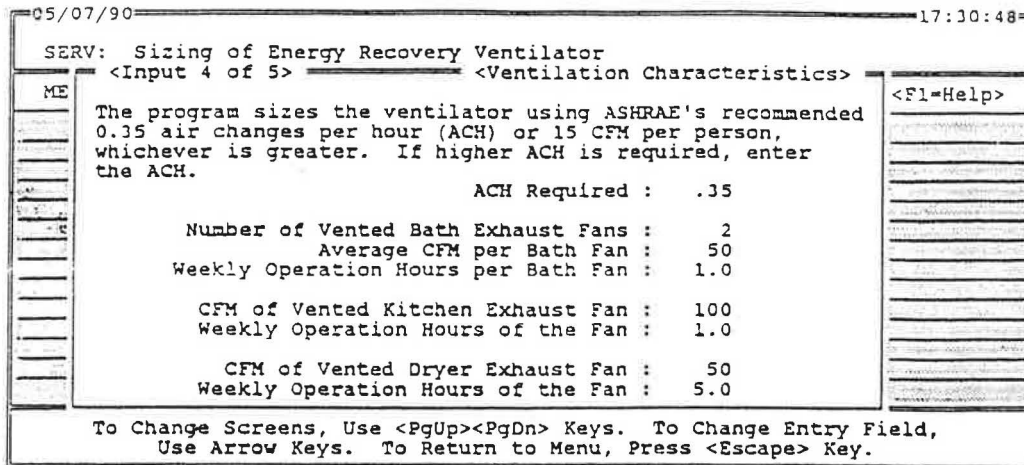 05/07/90 17:30:48
SERV: Sizing of Energy Recovery Ventilator
<Input 4 of 5> <Ventilation Characteristics>
ME <F1=Help>
The program sizes the ventilator using ASHRAE's recommended
0.35 air changes per hour (ACH) or 15 CFM per person,
whichever is greater. If higher ACH is required, enter
the ACH.
ACH Required : .35
Number of Vented Bath Exhaust Fans : 2
Average CFM per Bath Fan : 50
Weekly Operation Hours per Bath Fan : 1.0
CFM of Vented Kitchen Exhaust Fan : 100
Weekly Operation Hours of the Fan : 1.0
CFM of Vented Dryer Exhaust Fan : 50
Weekly Operation Hours of the Fan : 5.0
To Change Screens, Use <PgUp><PgDn> Keys. To Change Entry Field,
Use Arrow Keys. To Return to Menu, Press <Escape> Key.